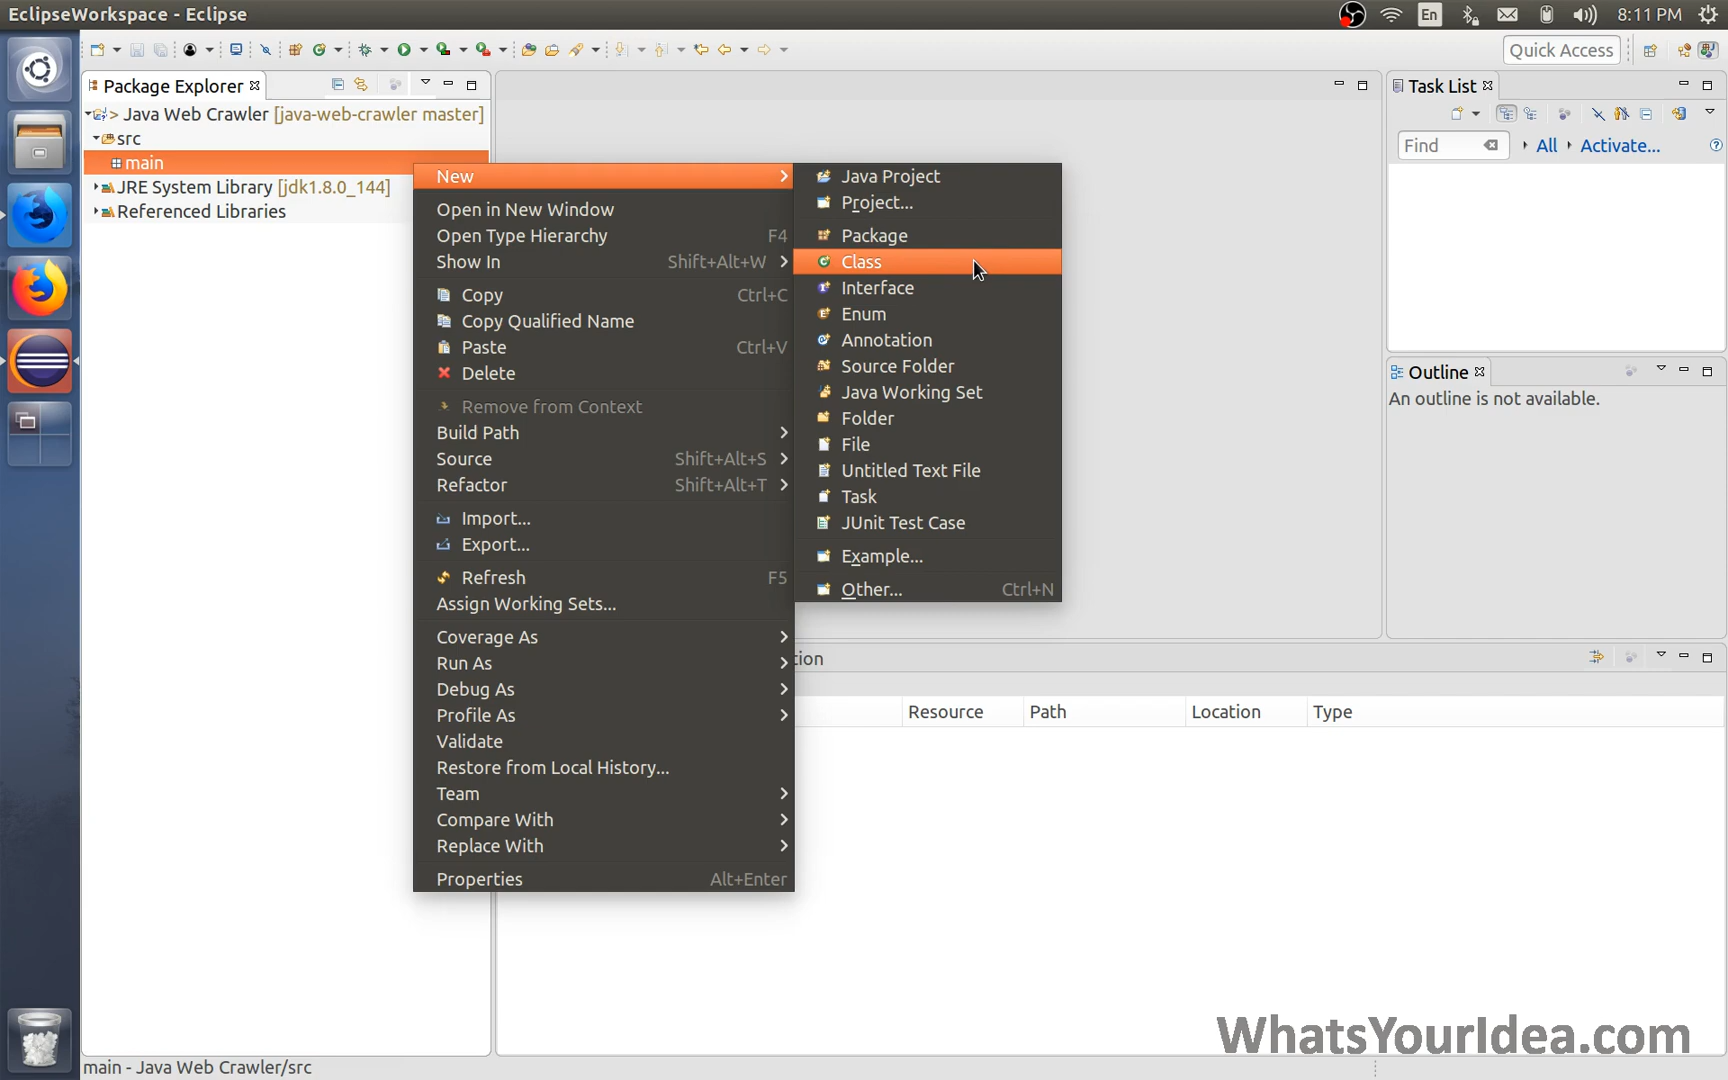 EclipseWorkspace - Eclipse
En
8:11 PM
Quick Access
Package Explorer
Java Web Crawler [java-web-crawler master]
src
main
JRE System Library [jdk1.8.0_144]
Referenced Libraries
New
Open in New Window
Open Type Hierarchy F4
Show In Shift+Alt+W
Copy Ctrl+C
Copy Qualified Name
Paste Ctrl+V
Delete
Remove from Context
Build Path
Source Shift+Alt+S
Refactor Shift+Alt+T
Import...
Export...
Refresh F5
Assign Working Sets...
Coverage As
Run As
Debug As
Profile As
Validate
Restore from Local History...
Team
Compare With
Replace With
Properties Alt+Enter
Java Project
Project...
Package
Class
Interface
Enum
Annotation
Source Folder
Java Working Set
Folder
File
Untitled Text File
Task
JUnit Test Case
Example...
Other... Ctrl+N
Task List
Find
All
Activate...
Outline
An outline is not available.
tion
Resource Path Location Type
WhatsYourIdea.com
main - Java Web Crawler/src